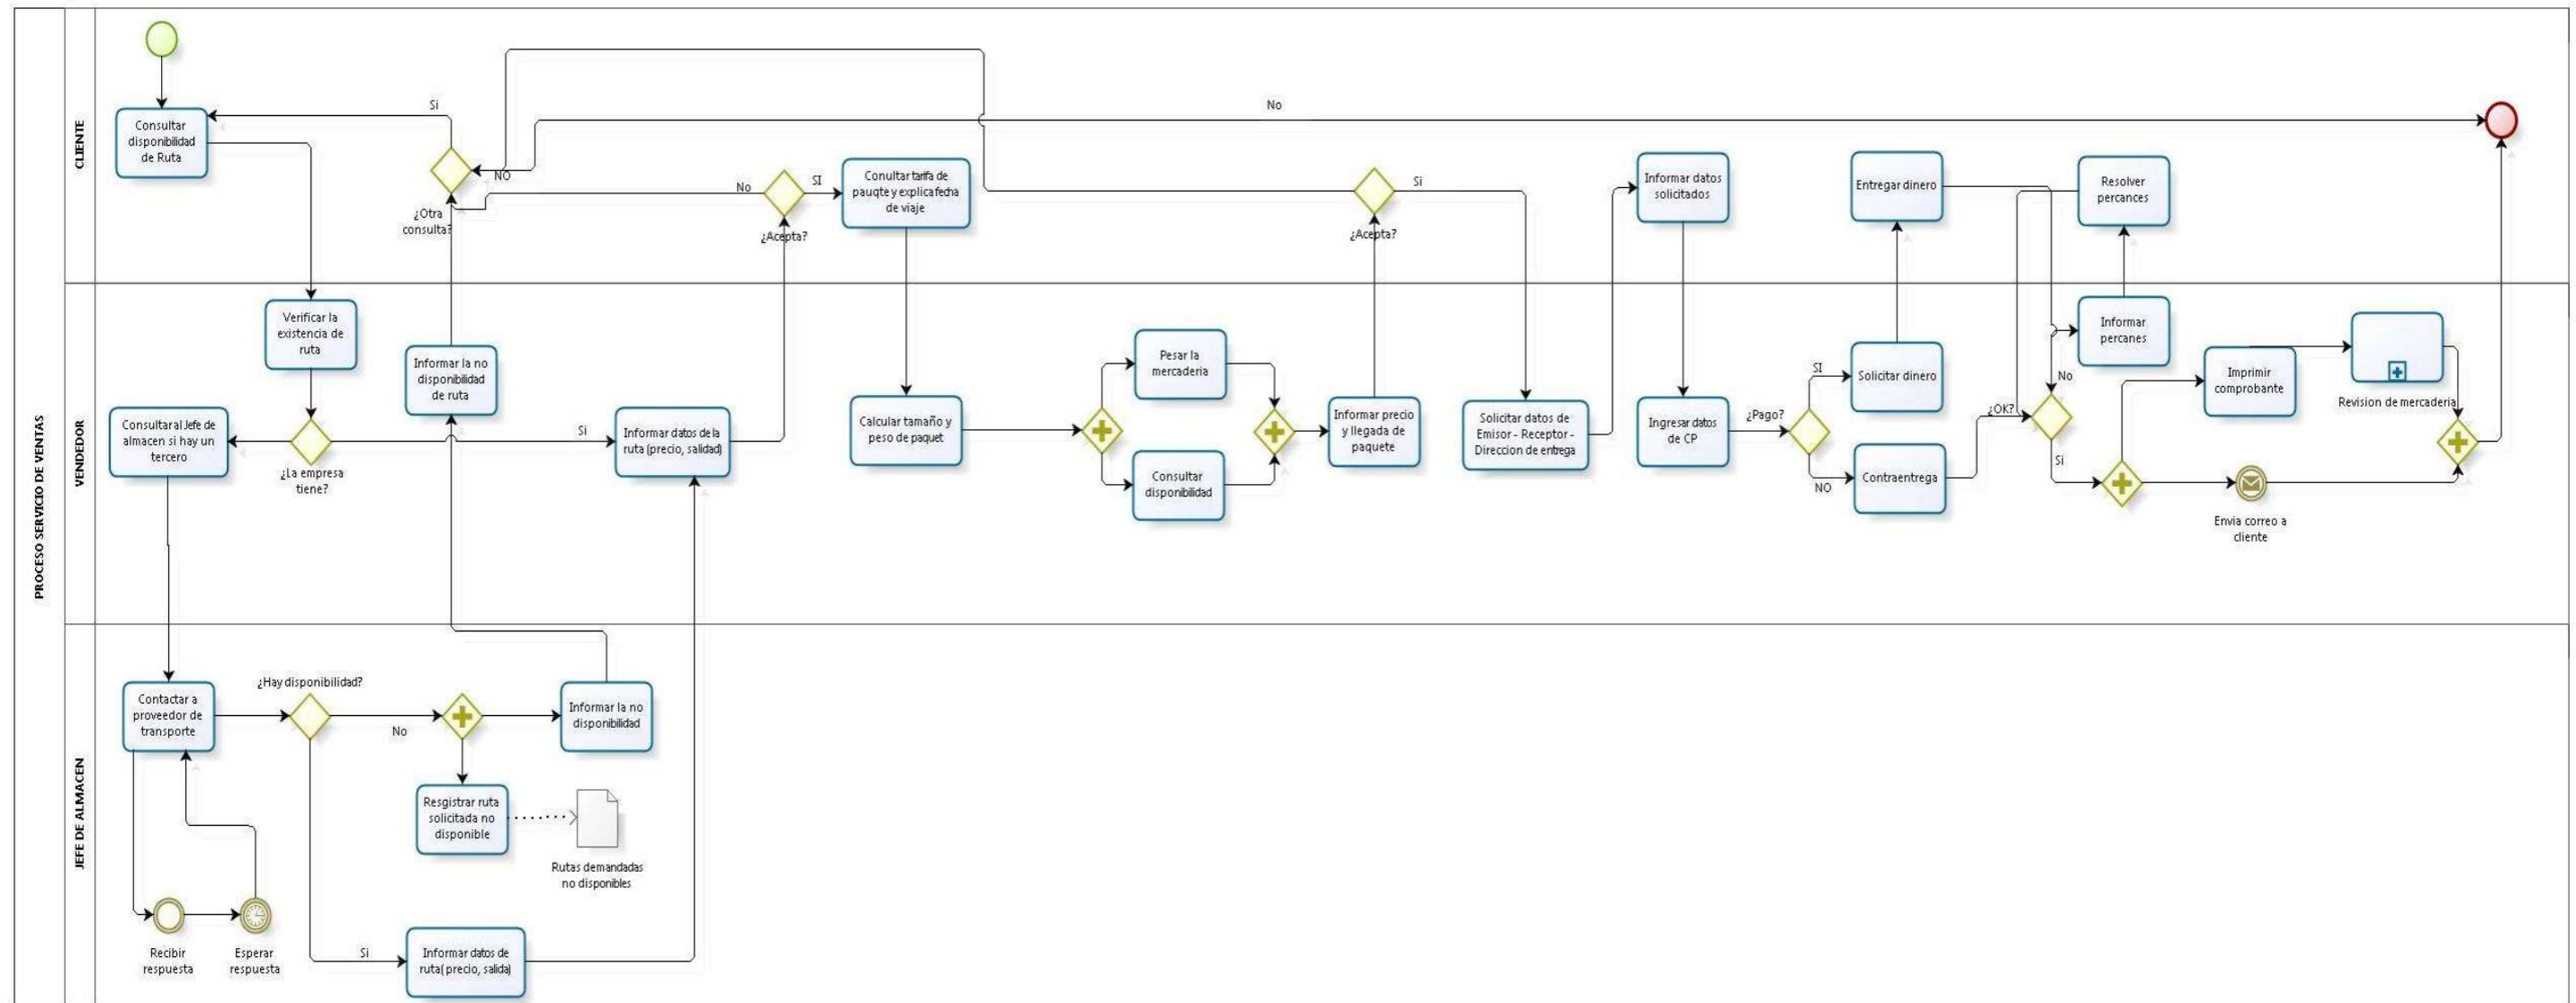 PROCESO SERVICIO DE VENTAS
CLIENTE
Consultar
disponibilidad
de Ruta
Si
¿Otra
consulta?
NO
No
¿Acepta?
SI
Conultar tarifa de
pauqte y explica fecha
de viaje
No
¿Acepta?
Si
Informar datos
solicitados
Entregar dinero
Resolver
percances
VENDEDOR
Verificar la
existencia de
ruta
Consultar al Jefe de
almacen si hay un
tercero
¿La empresa
tiene?
Informar la no
disponibilidad
de ruta
Si
Informar datos de la
ruta (precio, salidad)
Calcular tamaño y
peso de paquet
Pesar la
mercaderia
Consultar
disponibilidad
Informar precio
y llegada de
paquete
Solicitar datos de
Emisor - Receptor -
Direccion de entrega
Ingresar datos
de CP
¿Pago?
SI
NO
Solicitar dinero
Contraentrega
¿OK?
No
Si
Informar
percanes
Imprimir
comprobante
Revision de mercaderia
Envia correo a
cliente
JEFE DE ALMACEN
Contactar a
proveedor de
transporte
¿Hay disponibilidad?
No
Informar la no
disponibilidad
Resgistrar ruta
solicitada no
disponible
Rutas demandadas
no disponibles
Recibir
respuesta
Esperar
respuesta
Si
Informar datos de
ruta( precio, salida)